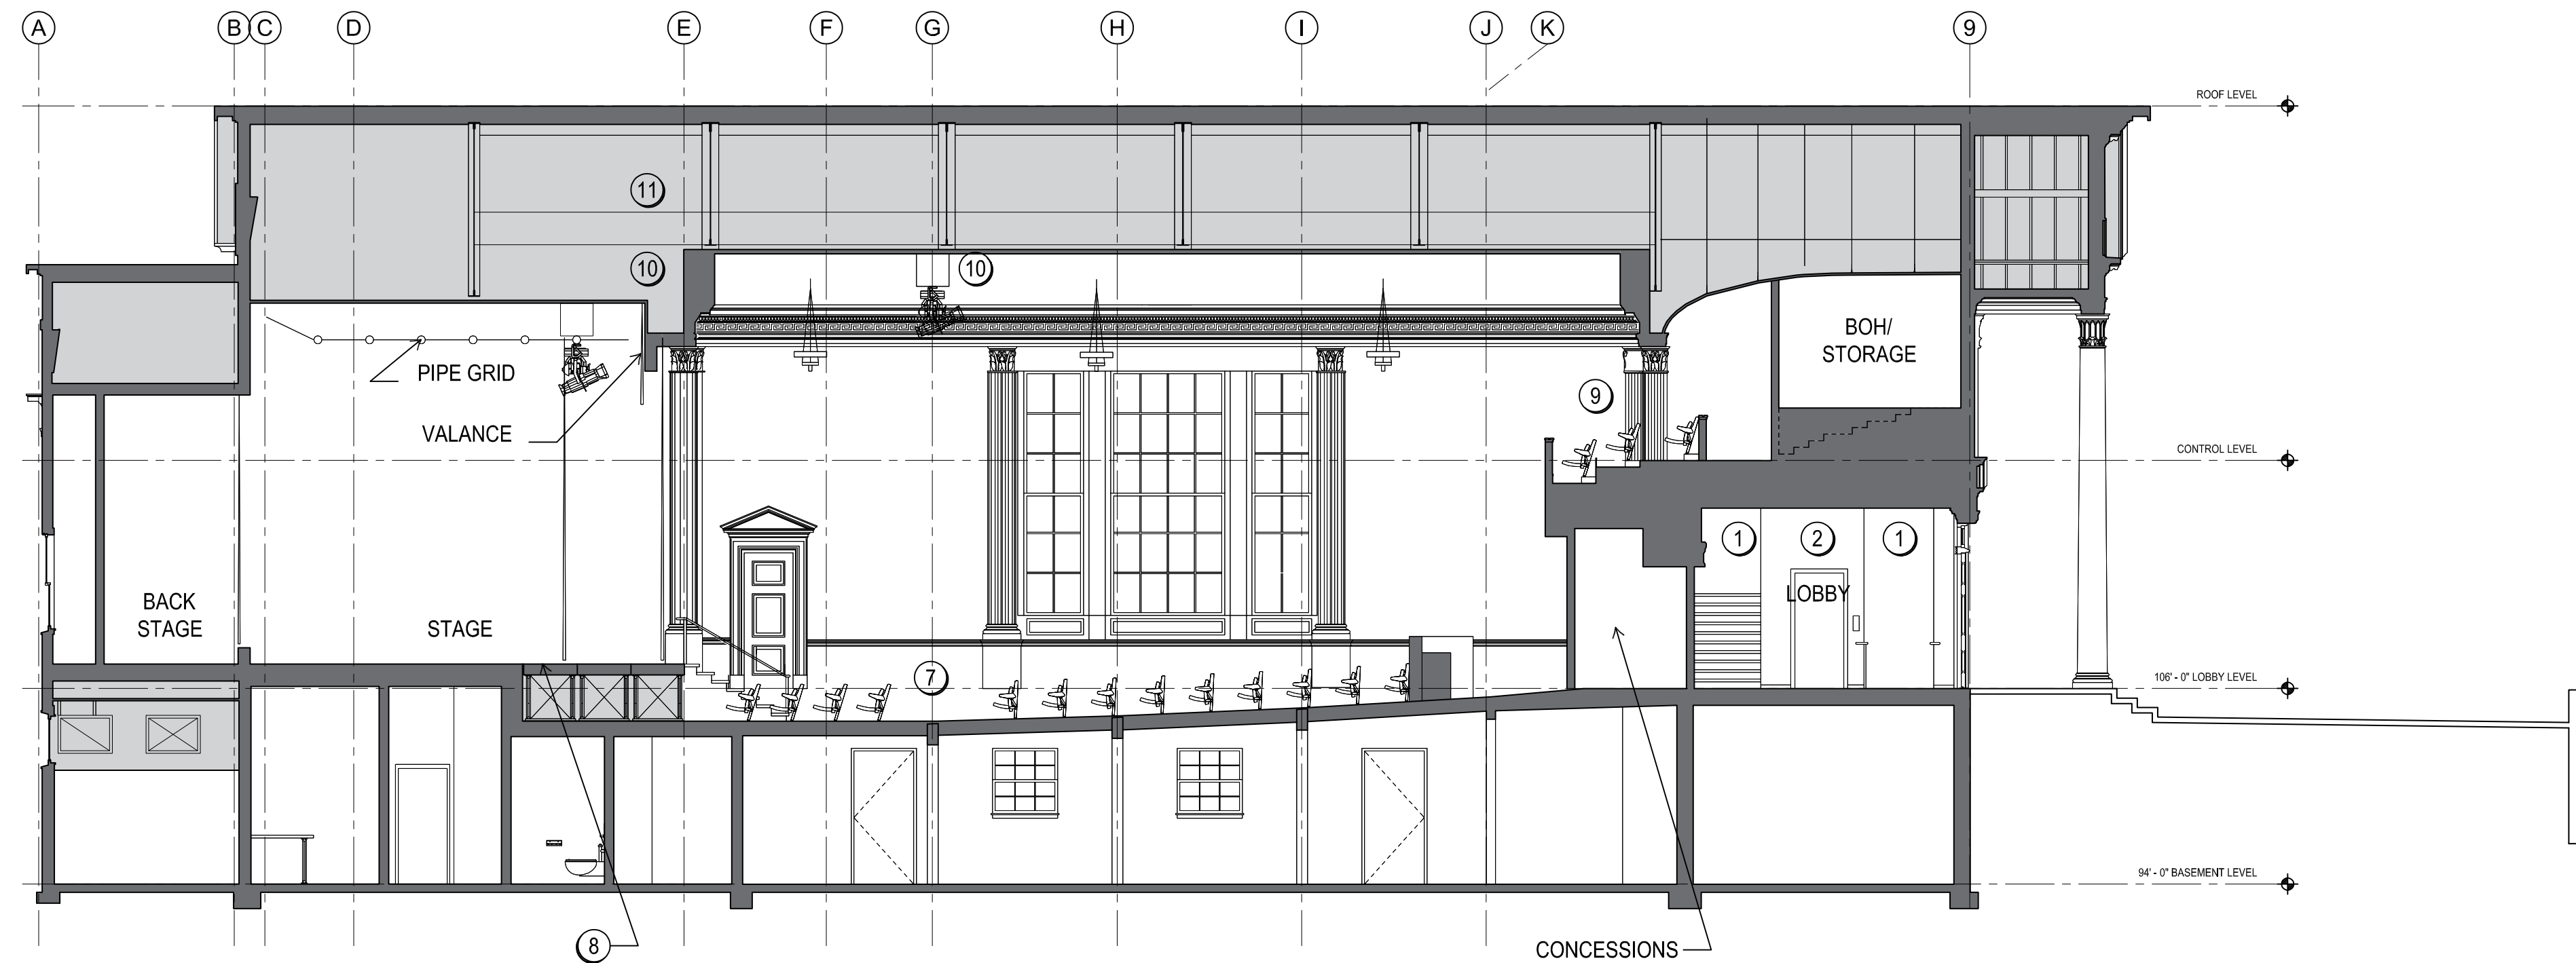 A
B
C
D
E
F
G
H
I
J
K
9
ROOF LEVEL
11
10
10
BOH/
STORAGE
PIPE GRID
9
VALANCE
CONTROL LEVEL
1
2
1
BACK
STAGE
STAGE
LOBBY
7
106' - 0" LOBBY LEVEL
94' - 0" BASEMENT LEVEL
8
CONCESSIONS